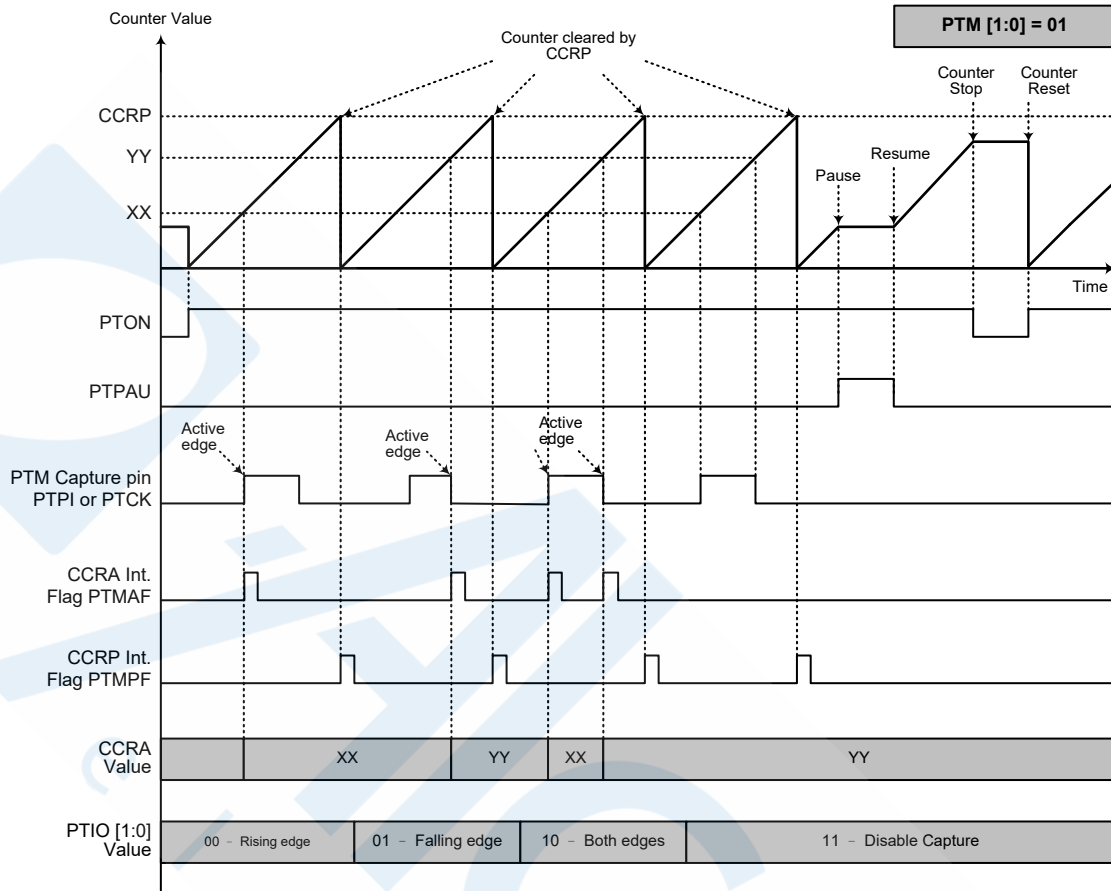 Counter Value
PTM [1:0] = 01
Counter cleared by
CCRP
Counter
Stop
Counter
Reset
CCRP
YY
Resume
Pause
XX
Time
PTON
PTPAU
Active
edge
Active
edge
Active
edge
PTM Capture pin
PTPI or PTCK
CCRA Int.
Flag PTMAF
CCRP Int.
Flag PTMPF
CCRA
Value
XX
YY
XX
YY
PTIO [1:0]
Value
00 – Rising edge
01 – Falling edge
10 – Both edges
11 – Disable Capture